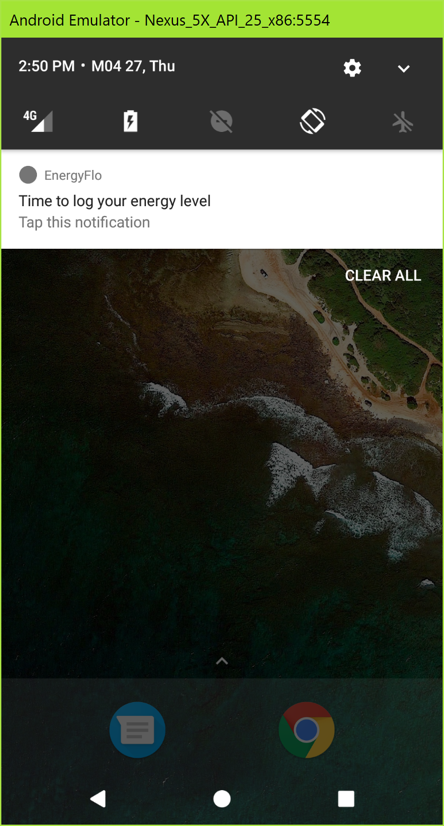 Android Emulator - Nexus_5X_API_25_x86:5554
2:50 PM • M04 27, Thu
4G
EnergyFlo
Time to log your energy level
Tap this notification
CLEAR ALL